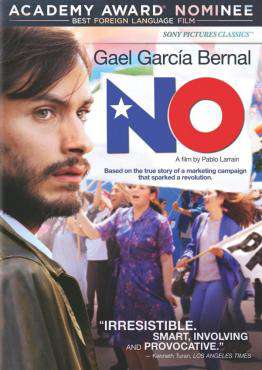 ACADEMY AWARD® NOMINEE
BEST FOREIGN LANGUAGE FILM
SONY PICTURES CLASSICS™
Gael García Bernal
NO
A film by Pablo Larraín
Based on the true story of a marketing campaign
that sparked a revolution.
"IRRESISTIBLE.
SMART, INVOLVING
AND PROVOCATIVE."
— Kenneth Turan, LOS ANGELES TIMES